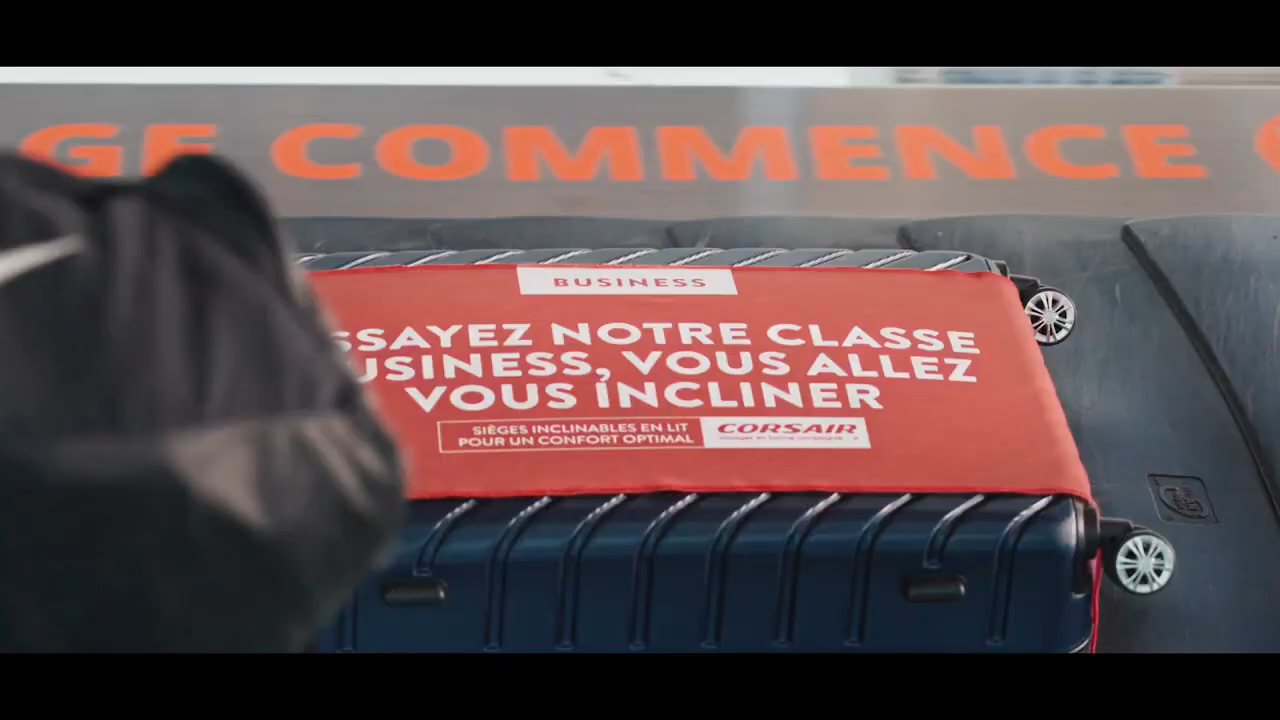 GE COMMENCE
BUSINESS
SSAYEZ NOTRE CLASSE
USINESS, VOUS ALLEZ
VOUS INCLINER
SIÈGES INCLINABLES EN LIT
POUR UN CONFORT OPTIMAL
CORSAIR